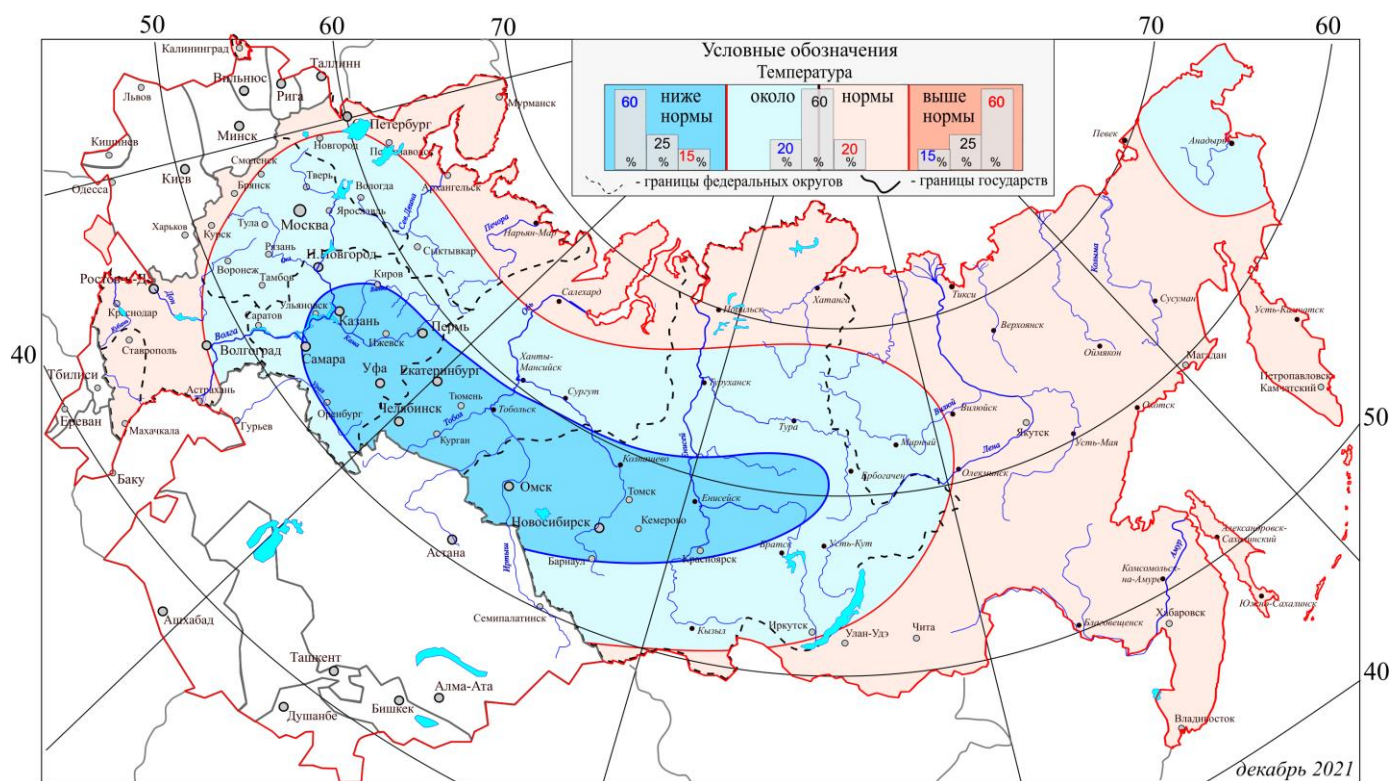 50
60
70
70
60
Калининград
Таллинн
Вильнюс
Рига
Львов
Мурманск
Минск
Петербург
Кишинев
Новгород
Петрозаводск
Смоленск
Киев
Одесса
Брянск
Тверь
Вологда
Архангельск
Сев.Двина
Печора
Нарьян-Мар
Харьков
Курск
Москва
Ярославль
Тула
Рязань
Ока
Н.Новгород
Сыктывкар
Воронеж
Тамбов
Киров
Ростов-н-Д.
Дон
Ульяновск
Казань
Саратов
Краснодар
Кубань
Ставрополь
Волга
Волгоград
Самара
Кама
Ижевск
Пермь
Екатеринбург
Уфа
Челябинск
Тюмень
Курган
Тобол
Тобольск
Оренбург
Урал
Астрахань
Гурьев
Махачкала
Тбилиси
Ереван
Баку
40
Салехард
Обь
Ханты-
Мансийск
Сургут
Норильск
Хатанга
Тикси
Туруханск
Енисей
Тура
Вилюй
Вилюйск
Мирный
Лена
Якутск
Усть-Мая
Ербогачен
Олекминск
Колпашево
Омск
Томск
Енисейск
Новосибирск
Кемерово
Барнаул
Красноярск
Братск
Усть-Кут
Иртыш
Астана
Семипалатинск
Кызыл
Иркутск
Улан-Удэ
Чита
Ашхабад
Ташкент
Душанбе
Бишкек
Алма-Ата
Верхоянск
Оймякон
Колыма
Сусуман
Магадан
Охотск
Певек
Анадырь
Усть-Камчатск
Петропавловск-
Камчатский
50
Александровск-
Сахалинский
Амур
Комсомольск-
на-Амуре
Южно-Сахалинск
Хабаровск
Благовещенск
Владивосток
40
Условные обозначения
Температура
60
%
25
%
15%
ниже
нормы
около
20
%
60
%
20
%
нормы
выше
нормы
15%
25
%
60
%
- границы федеральных округов
- границы государств
декабрь 2021